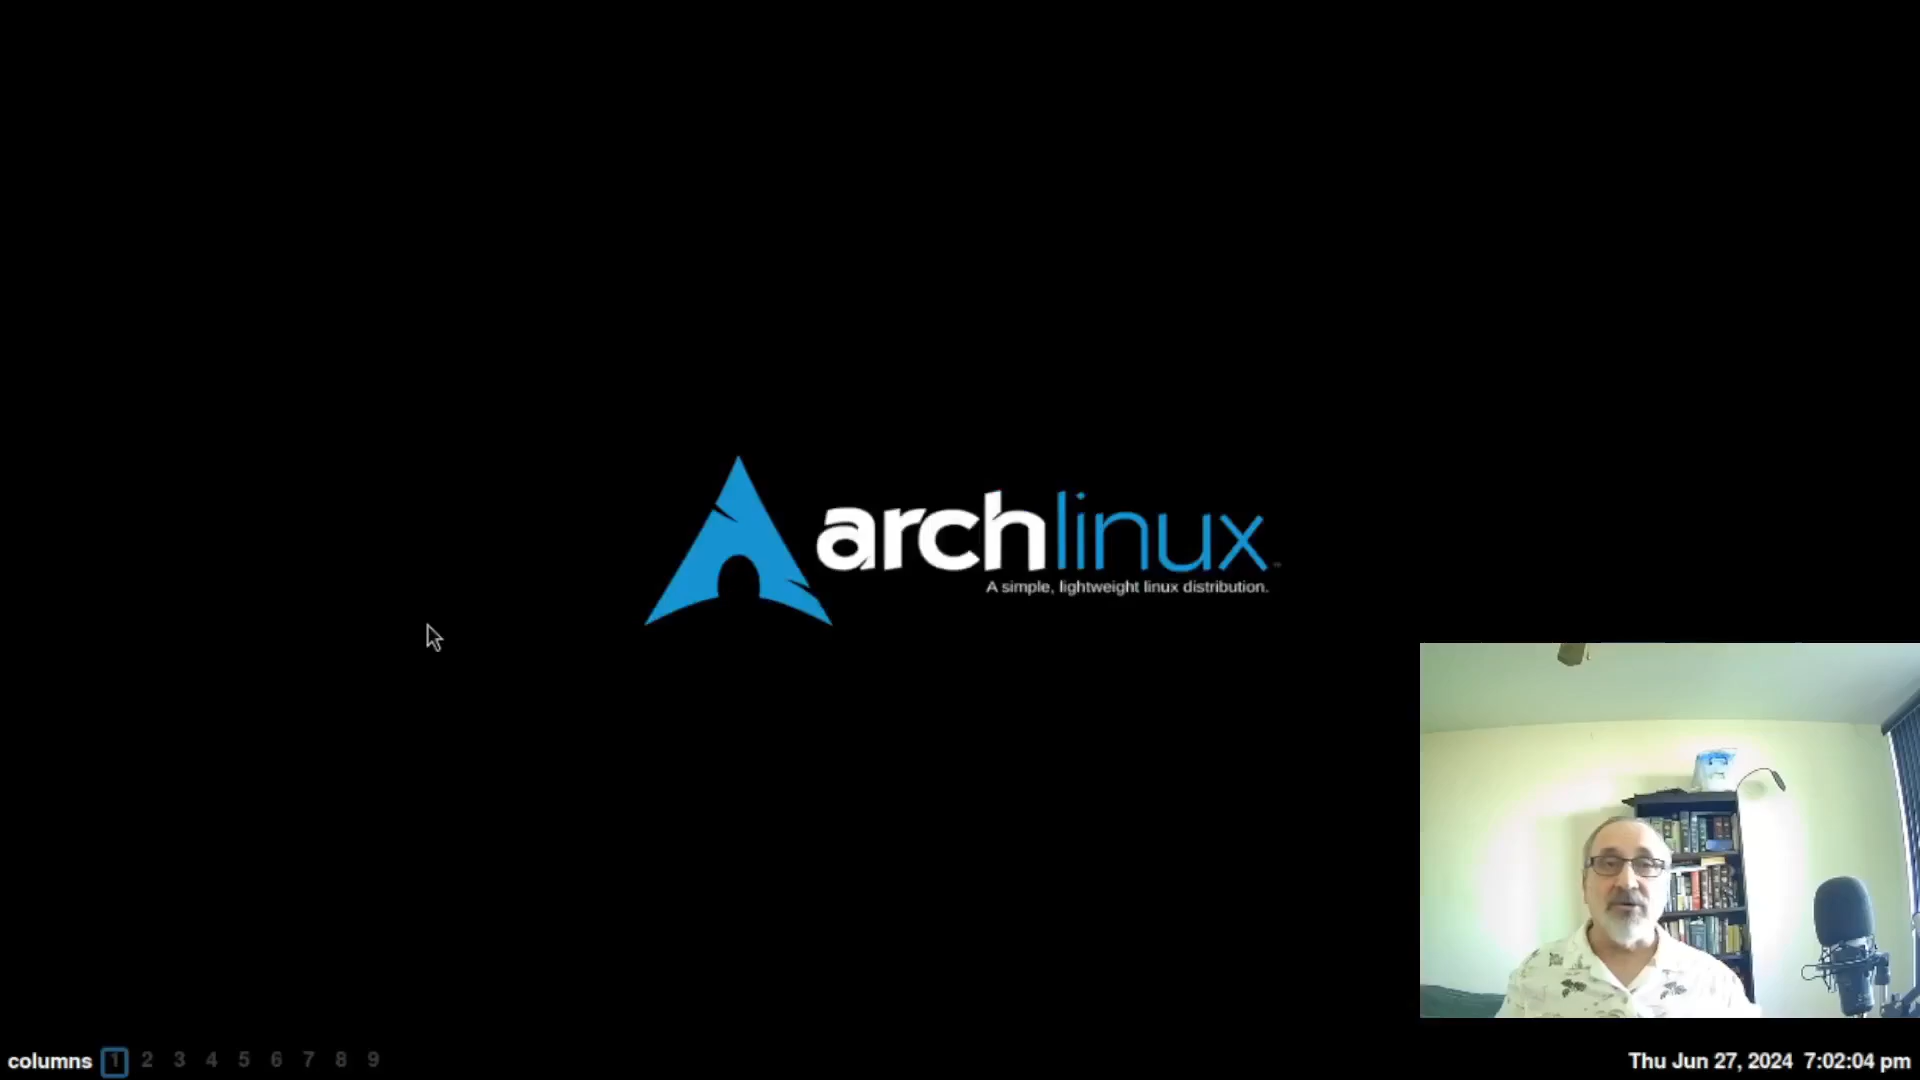 archlinux
A simple, lightweight linux distribution.
columns 1 2 3 4 5 6 7 8 9
Thu Jun 27, 2024 7:02:04 pm